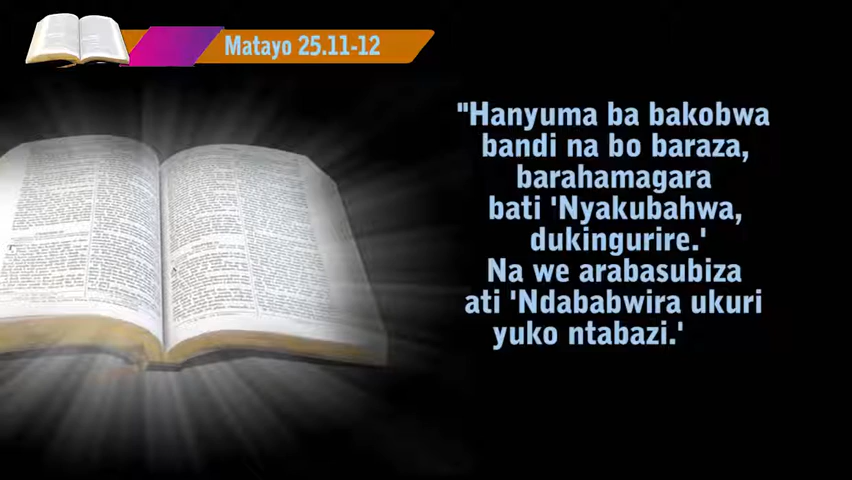 Matayo 25.11-12
"Hanyuma ba bakobwa
bandi na bo baraza,
barahamagara
bati 'Nyakubahwa,
dukingurire.'
Na we arabasubiza
ati 'Ndababwira ukuri
yuko ntabazi.'